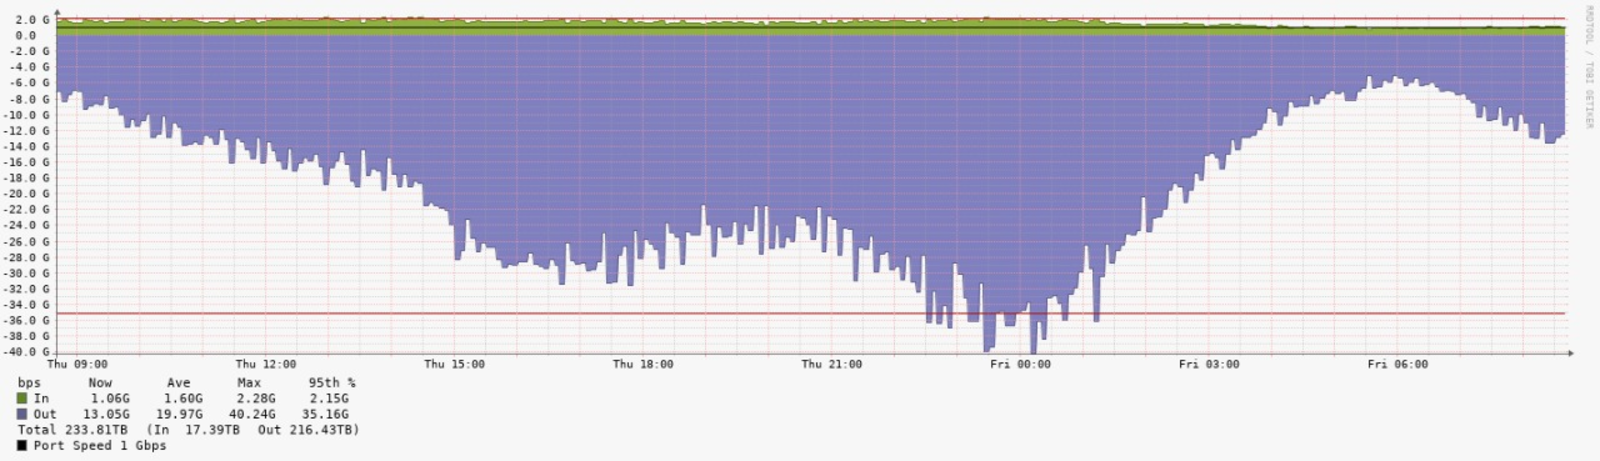 2.0 G
0.0
-2.0 G
-4.0 G
-6.0 G
-8.0 G
-10.0 G
-12.0 G
-14.0 G
-16.0 G
-18.0 G
-20.0 G
-22.0 G
-24.0 G
-26.0 G
-28.0 G
-30.0 G
-32.0 G
-34.0 G
-36.0 G
-38.0 G
-40.0 G
RRDTOOL / TOBI OETIKER
Thu 09:00 Thu 12:00 Thu 15:00 Thu 18:00 Thu 21:00 Fri 00:00 Fri 03:00 Fri 06:00
bps Now Ave Max 95th %
In 1.06G 1.60G 2.28G 2.15G
Out 13.05G 19.97G 40.24G 35.16G
Total 233.81TB (In 17.39TB Out 216.43TB)
Port Speed 1 Gbps